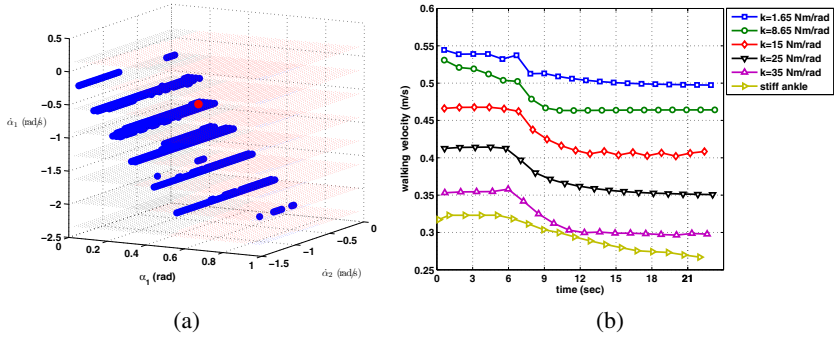 0.5
0
−0.5
−1
−1.5
−2
−2.5
α̇₁ (rad/s)
0
0.2
0.4
0.6
0.8
1
α₁ (rad)
−1.5
−1
−0.5
0
α̇₂ (rad/s)
(a)
0.6
0.55
0.5
0.45
0.4
0.35
0.3
0.25
walking velocity (m/s)
0
3
6
9
12
15
18
21
time (sec)
k=1.65 Nm/rad
k=8.65 Nm/rad
k=15 Nm/rad
k=25 Nm/rad
k=35 Nm/rad
stiff ankle
(b)